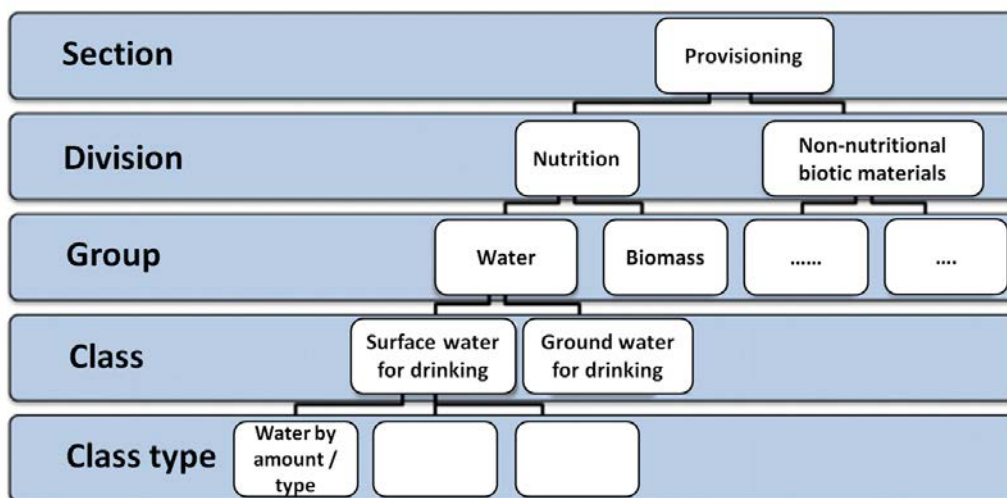 Section
Provisioning
Division
Nutrition
Non-nutritional
biotic materials
Group
Water
Biomass
......
....
Class
Surface water
for drinking
Ground water
for drinking
Class type
Water by
amount /
type